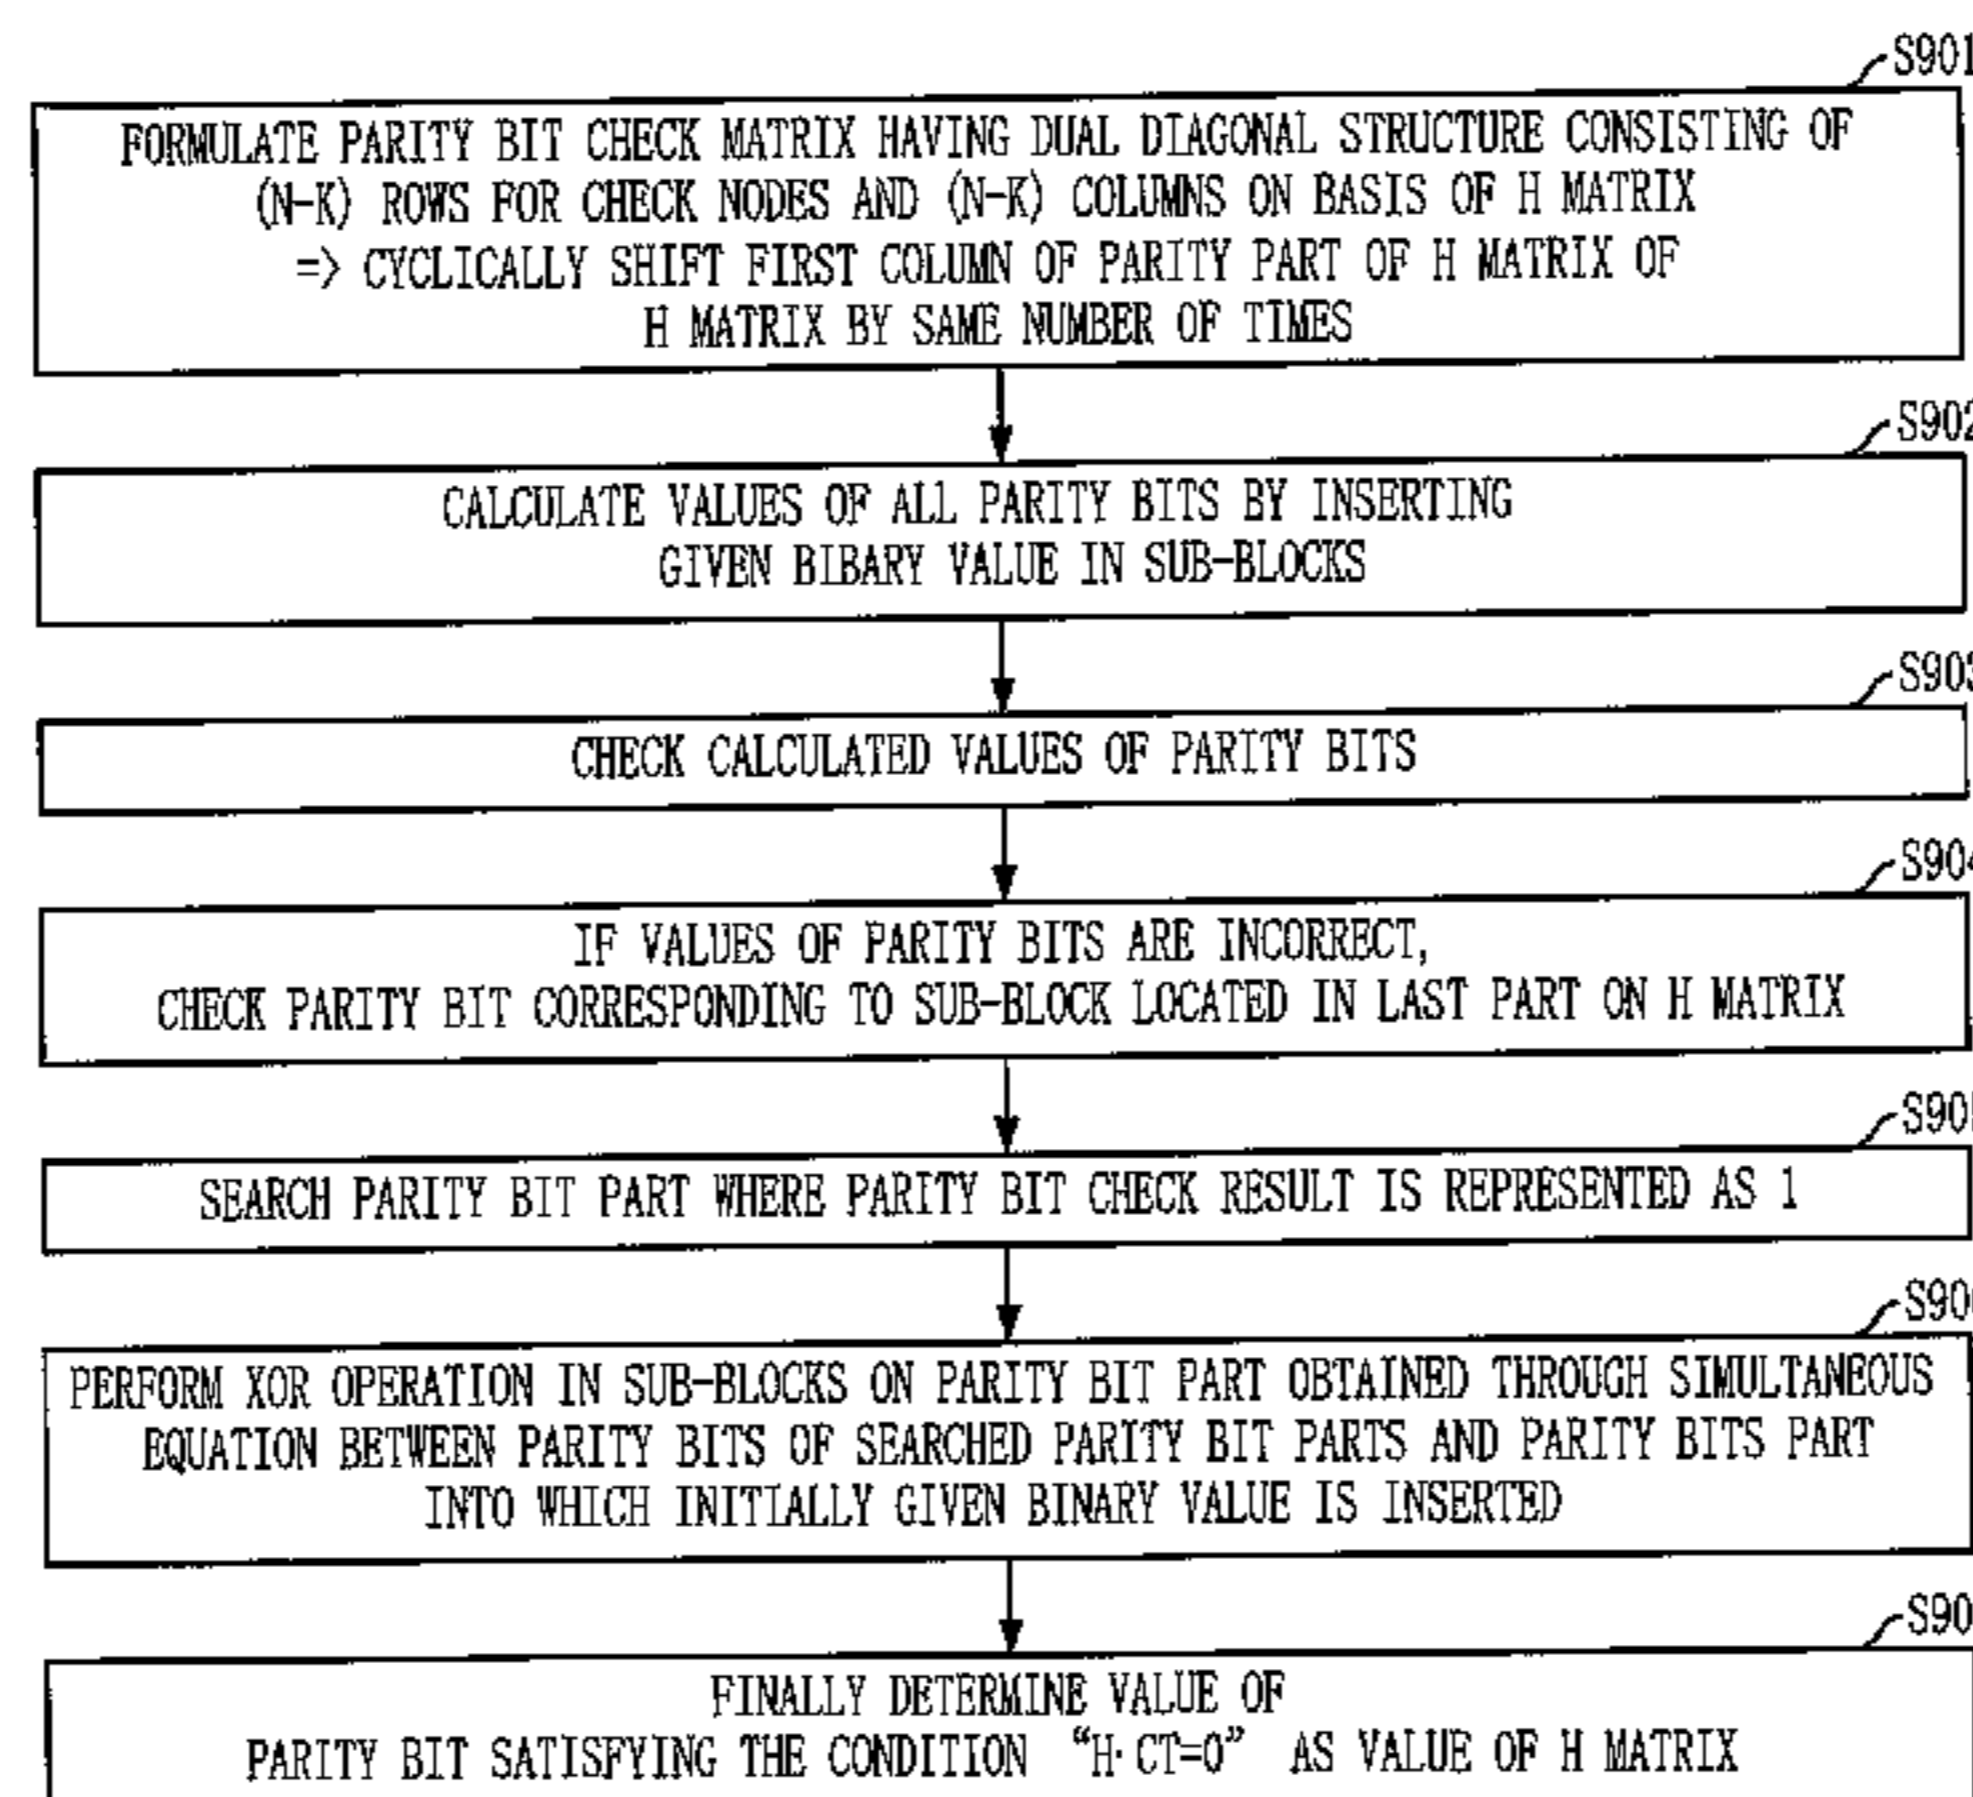 S901
FORMULATE PARITY BIT CHECK MATRIX HAVING DUAL DIAGONAL STRUCTURE CONSISTING OF
(N-K) ROWS FOR CHECK NODES AND (N-K) COLUMNS ON BASIS OF H MATRIX
=> CYCLICALLY SHIFT FIRST COLUMN OF PARITY PART OF H MATRIX OF
H MATRIX BY SAME NUMBER OF TIMES
S902
CALCULATE VALUES OF ALL PARITY BITS BY INSERTING
GIVEN BIBARY VALUE IN SUB-BLOCKS
S903
CHECK CALCULATED VALUES OF PARITY BITS
S904
IF VALUES OF PARITY BITS ARE INCORRECT,
CHECK PARITY BIT CORRESPONDING TO SUB-BLOCK LOCATED IN LAST PART ON H MATRIX
S905
SEARCH PARITY BIT PART WHERE PARITY BIT CHECK RESULT IS REPRESENTED AS 1
S90
PERFORM XOR OPERATION IN SUB-BLOCKS ON PARITY BIT PART OBTAINED THROUGH SIMULTANEOUS
EQUATION BETWEEN PARITY BITS OF SEARCHED PARITY BIT PARTS AND PARITY BITS PART
INTO WHICH INITIALLY GIVEN BINARY VALUE IS INSERTED
S90
FINALLY DETERMINE VALUE OF
PARITY BIT SATISFYING THE CONDITION “H·CT=0” AS VALUE OF H MATRIX